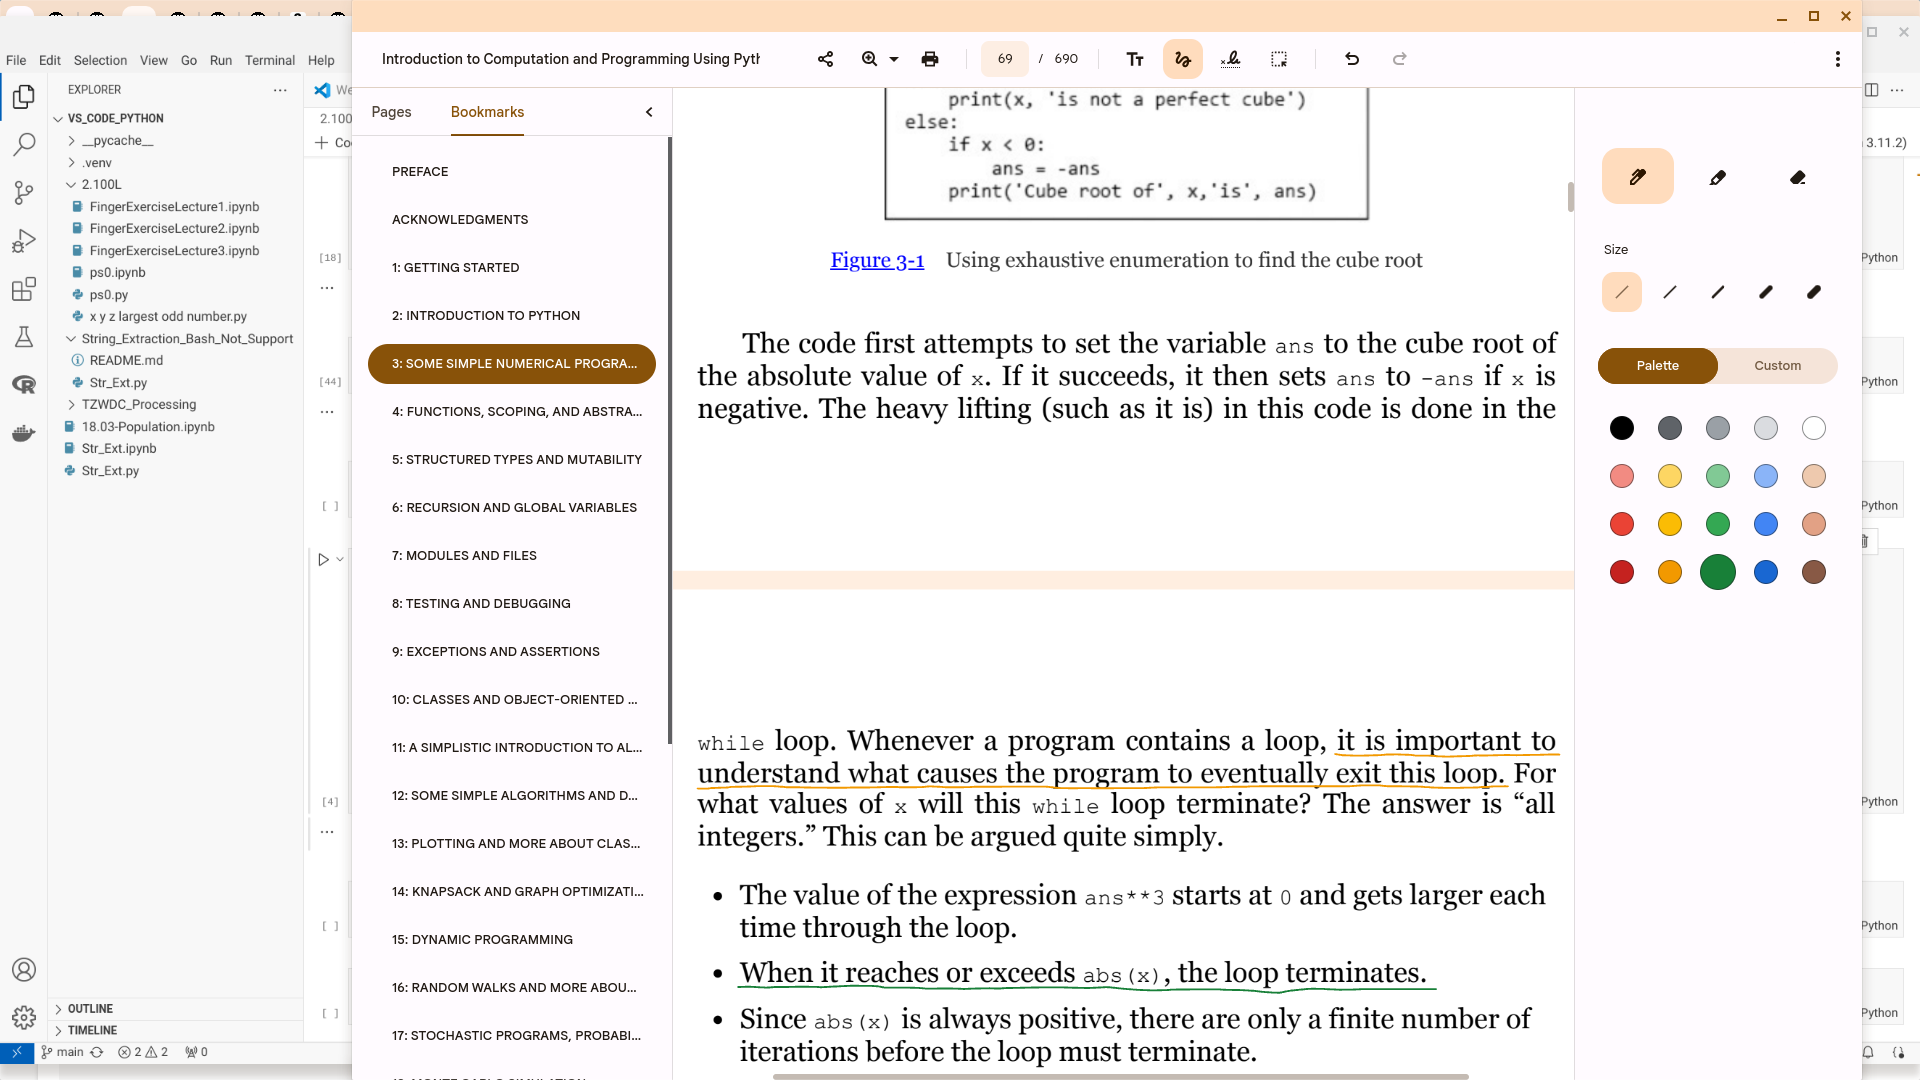 File Edit Selection View Go Run Terminal Help
EXPLORER
VS_CODE_PYTHON
__pycache__
.venv
2.100L
FingerExerciseLecture1.ipynb
FingerExerciseLecture2.ipynb
FingerExerciseLecture3.ipynb
ps0.ipynb
ps0.py
x y z largest odd number.py
String_Extraction_Bash_Not_Support
README.md
Str_Ext.py
TZWDC_Processing
18.03-Population.ipynb
Str_Ext.ipynb
Str_Ext.py
OUTLINE
TIMELINE
main 2 2 0
We
2.100
Co
[18]
[44]
[ ]
[4]
[ ]
[ ]
Introduction to Computation and Programming Using Pyth
69 / 690
Pages Bookmarks
PREFACE
ACKNOWLEDGMENTS
1: GETTING STARTED
2: INTRODUCTION TO PYTHON
3: SOME SIMPLE NUMERICAL PROGRA...
4: FUNCTIONS, SCOPING, AND ABSTRA...
5: STRUCTURED TYPES AND MUTABILITY
6: RECURSION AND GLOBAL VARIABLES
7: MODULES AND FILES
8: TESTING AND DEBUGGING
9: EXCEPTIONS AND ASSERTIONS
10: CLASSES AND OBJECT-ORIENTED ...
11: A SIMPLISTIC INTRODUCTION TO AL...
12: SOME SIMPLE ALGORITHMS AND D...
13: PLOTTING AND MORE ABOUT CLAS...
14: KNAPSACK AND GRAPH OPTIMIZATI...
15: DYNAMIC PROGRAMMING
16: RANDOM WALKS AND MORE ABOU...
17: STOCHASTIC PROGRAMS, PROBABI...
print(x, 'is not a perfect cube')
else:
if x < 0:
ans = -ans
print('Cube root of', x,'is', ans)
Figure 3-1 Using exhaustive enumeration to find the cube root
The code first attempts to set the variable ans to the cube root of
the absolute value of x. If it succeeds, it then sets ans to -ans if x is
negative. The heavy lifting (such as it is) in this code is done in the
while loop. Whenever a program contains a loop, it is important to
understand what causes the program to eventually exit this loop. For
what values of x will this while loop terminate? The answer is “all
integers.” This can be argued quite simply.
• The value of the expression ans**3 starts at 0 and gets larger each
time through the loop.
• When it reaches or exceeds abs(x), the loop terminates.
• Since abs(x) is always positive, there are only a finite number of
iterations before the loop must terminate.
Size
Palette Custom
3.11.2)
Python
Python
Python
Python
Python
Python